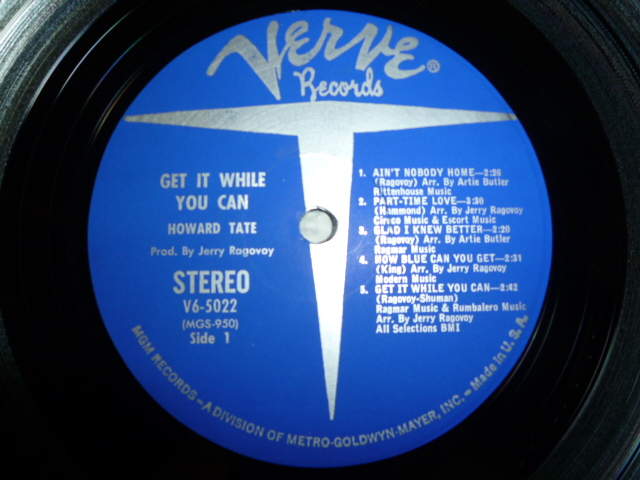 Verve®
Records
GET IT WHILE
YOU CAN
HOWARD TATE
Prod. By Jerry Ragovoy
STEREO
V6-5022
(MGS-950)
Side 1
1. AIN'T NOBODY HOME—2:26
(Ragovoy) Arr. By Artie Butler
Rittenhouse Music
2. PART-TIME LOVE—3:30
(Hammond) Arr. By Jerry Ragovoy
Circco Music & Escort Music
3. GLAD I KNEW BETTER—2:20
(Ragovoy) Arr. By Artie Butler
Ragmar Music
4. HOW BLUE CAN YOU GET—2:31
(King) Arr. By Jerry Ragovoy
Modern Music
5. GET IT WHILE YOU CAN—2:42
(Ragovoy-Shuman)
Ragmar Music & Rumbalero Music
Arr. By Jerry Ragovoy
All Selections BMI
MGM RECORDS—A DIVISION OF METRO-GOLDWYN-MAYER, INC.—Made in U. S. A.